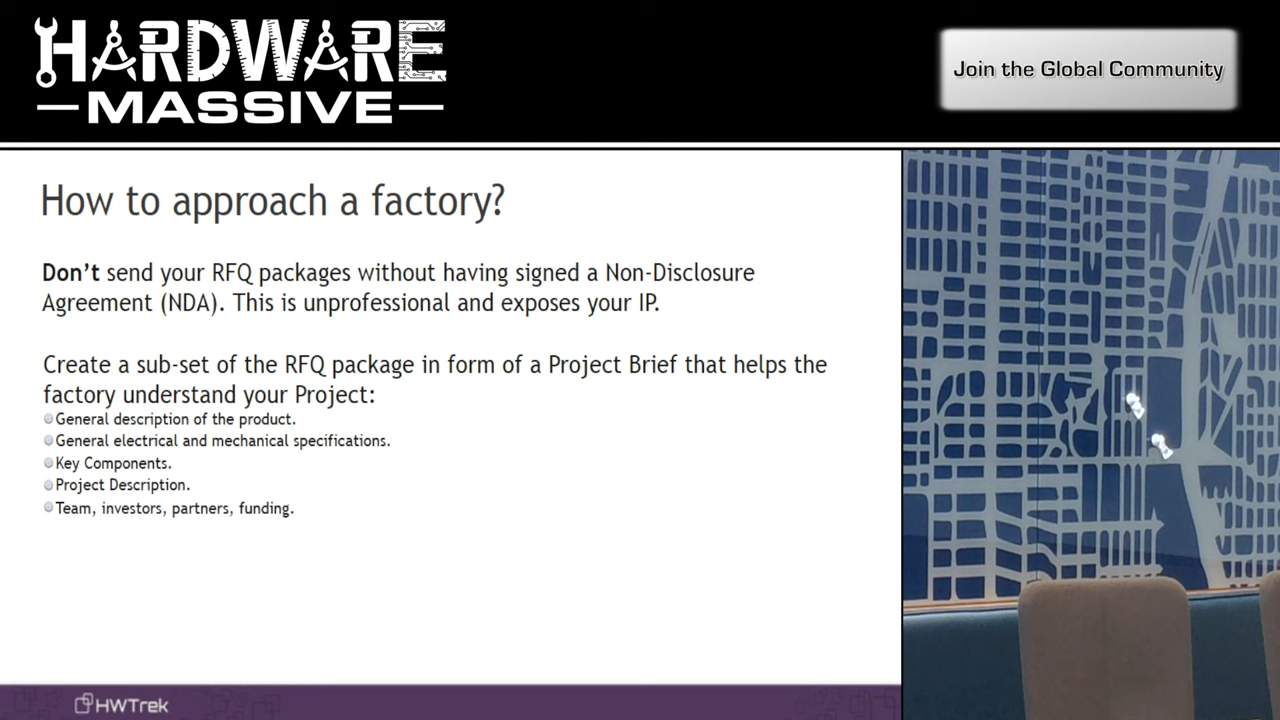 HARDWARE
MASSIVE
Join the Global Community
How to approach a factory?
Don't send your RFQ packages without having signed a Non-Disclosure
Agreement (NDA). This is unprofessional and exposes your IP.
Create a sub-set of the RFQ package in form of a Project Brief that helps the
factory understand your Project:
General description of the product.
General electrical and mechanical specifications.
Key Components.
Project Description.
Team, investors, partners, funding.
HWTrek